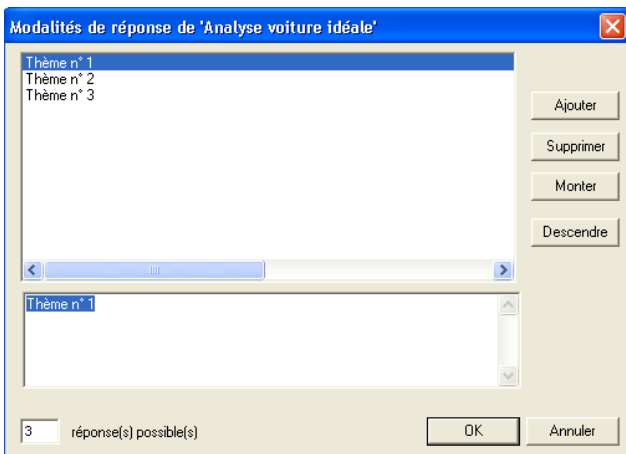 Modalités de réponse de 'Analyse voiture idéale'
Thème n° 1
Thème n° 2
Thème n° 3
Ajouter
Supprimer
Monter
Descendre
Thème n° 1
3 réponse(s) possible(s)
OK
Annuler